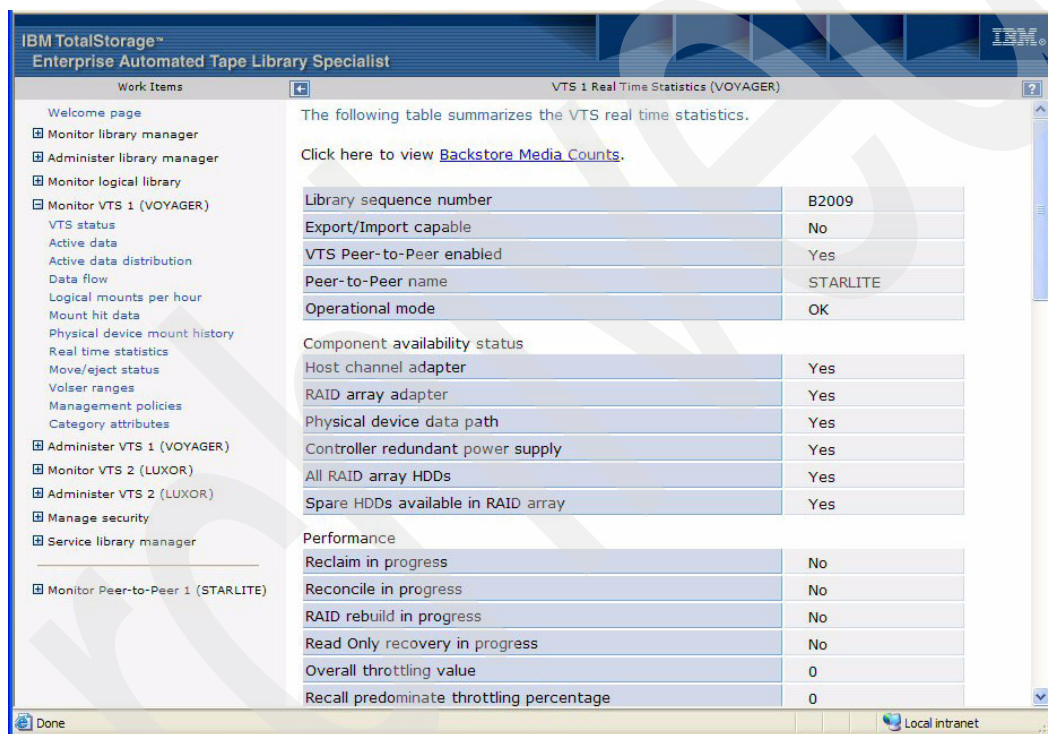 IBM TotalStorage™
Enterprise Automated Tape Library Specialist
IBM®
Work Items
VTS 1 Real Time Statistics (VOYAGER)
?
Welcome page
Monitor library manager
Administer library manager
Monitor logical library
Monitor VTS 1 (VOYAGER)
VTS status
Active data
Active data distribution
Data flow
Logical mounts per hour
Mount hit data
Physical device mount history
Real time statistics
Move/eject status
Volser ranges
Management policies
Category attributes
Administer VTS 1 (VOYAGER)
Monitor VTS 2 (LUXOR)
Administer VTS 2 (LUXOR)
Manage security
Service library manager
Monitor Peer-to-Peer 1 (STARLITE)
The following table summarizes the VTS real time statistics.
Click here to view Backstore Media Counts.
Library sequence number B2009
Export/Import capable No
VTS Peer-to-Peer enabled Yes
Peer-to-Peer name STARLITE
Operational mode OK
Component availability status
Host channel adapter Yes
RAID array adapter Yes
Physical device data path Yes
Controller redundant power supply Yes
All RAID array HDDs Yes
Spare HDDs available in RAID array Yes
Performance
Reclaim in progress No
Reconcile in progress No
RAID rebuild in progress No
Read Only recovery in progress No
Overall throttling value 0
Recall predominate throttling percentage 0
Done
Local intranet